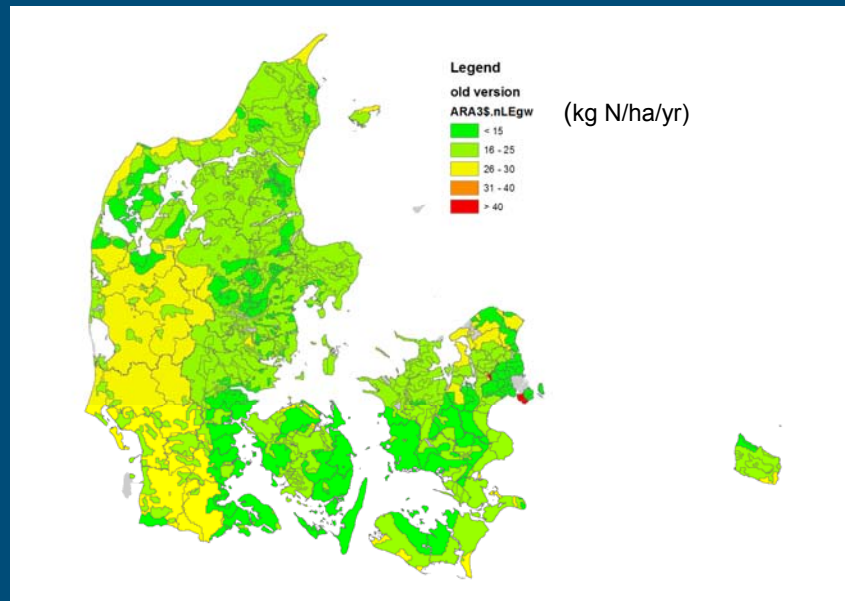 Legend
old version
ARA3$.nLEgw
(kg N/ha/yr)
< 15
16 - 25
26 - 30
31 - 40
> 40